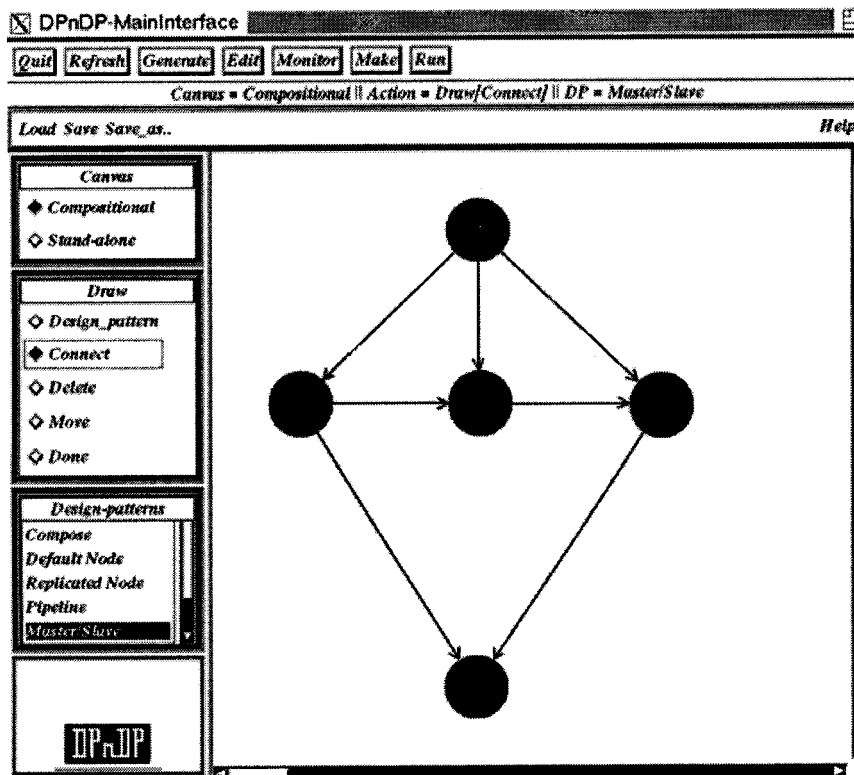 DPnDP-MainInterface
Quit Refresh Generate Edit Monitor Make Run
Canvas = Compositional || Action = Draw[Connect] || DP = Master/Slave
Load Save Save_as.. Help
Canvas
Compositional
Stand-alone
Draw
Design_pattern
Connect
Delete
Move
Done
Design-patterns
Compose
Default Node
Replicated Node
Pipeline
Master/Slave
DPnDP